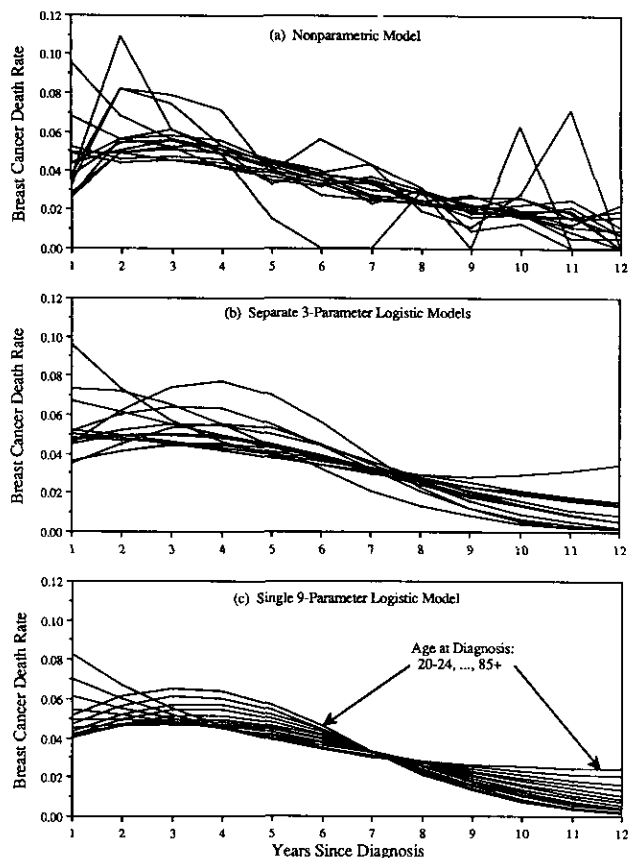 (a) Nonparametric Model
Breast Cancer Death Rate
0.12
0.10
0.08
0.06
0.04
0.02
0.00
1 2 3 4 5 6 7 8 9 10 11 12
(b) Separate 3-Parameter Logistic Models
Breast Cancer Death Rate
0.12
0.10
0.08
0.06
0.04
0.02
0.00
1 2 3 4 5 6 7 8 9 10 11 12
(c) Single 9-Parameter Logistic Model
Age at Diagnosis:
20-24, ..., 85+
Breast Cancer Death Rate
0.12
0.10
0.08
0.06
0.04
0.02
0.00
1 2 3 4 5 6 7 8 9 10 11 12
Years Since Diagnosis